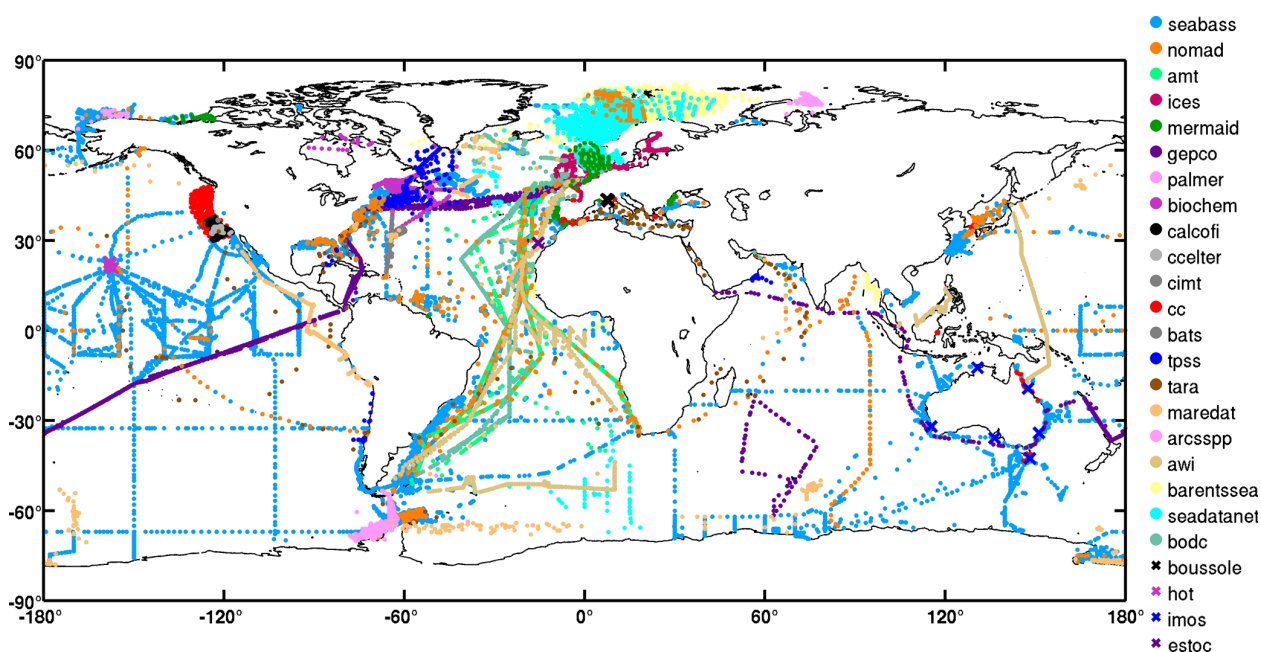 seabass
nomad
amt
ices
mermaid
gepco
palmer
biochem
calcofi
ccelter
cimt
cc
bats
tpss
tara
maredat
arcsspp
awi
barentssea
seadatanet
bodc
boussole
hot
imos
estoc
90°
60°
30°
0°
-30°
-60°
-90°
-180° -120° -60° 0° 60° 120° 180°